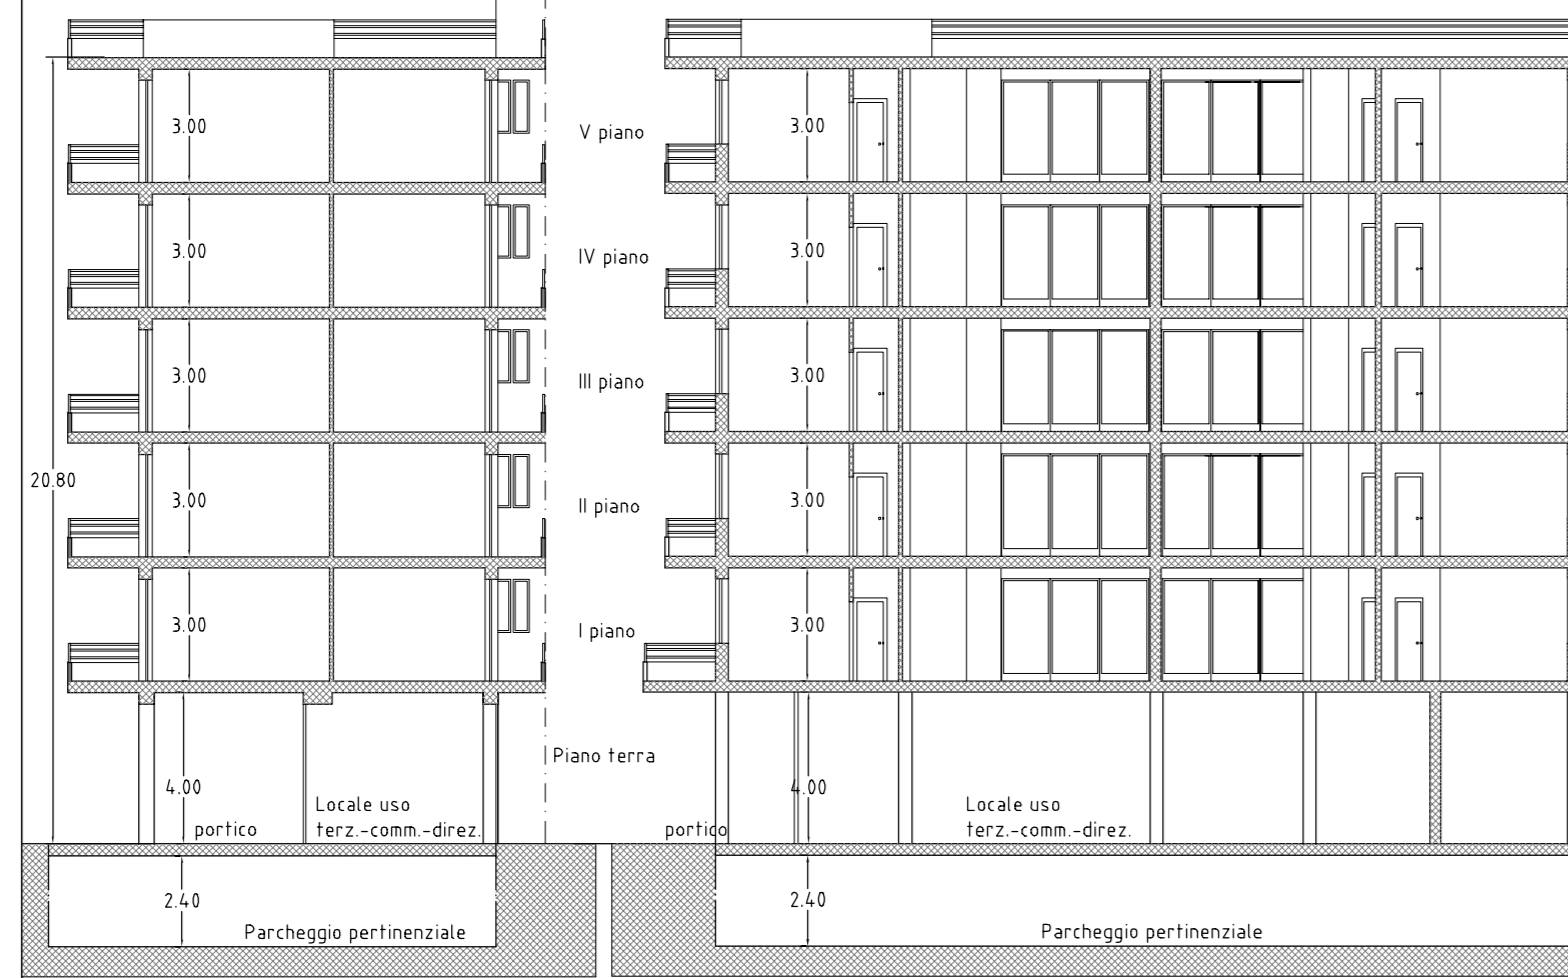 3.00
V piano
3.00
3.00
IV piano
3.00
3.00
III piano
3.00
20.80
3.00
II piano
3.00
3.00
I piano
3.00
Piano terra
4.00
4.00
Locale uso
terz.-comm.-direz.
portico
portico
Locale uso
terz.-comm.-direz.
2.40
2.40
Parcheggio pertinenziale
Parcheggio pertinenziale